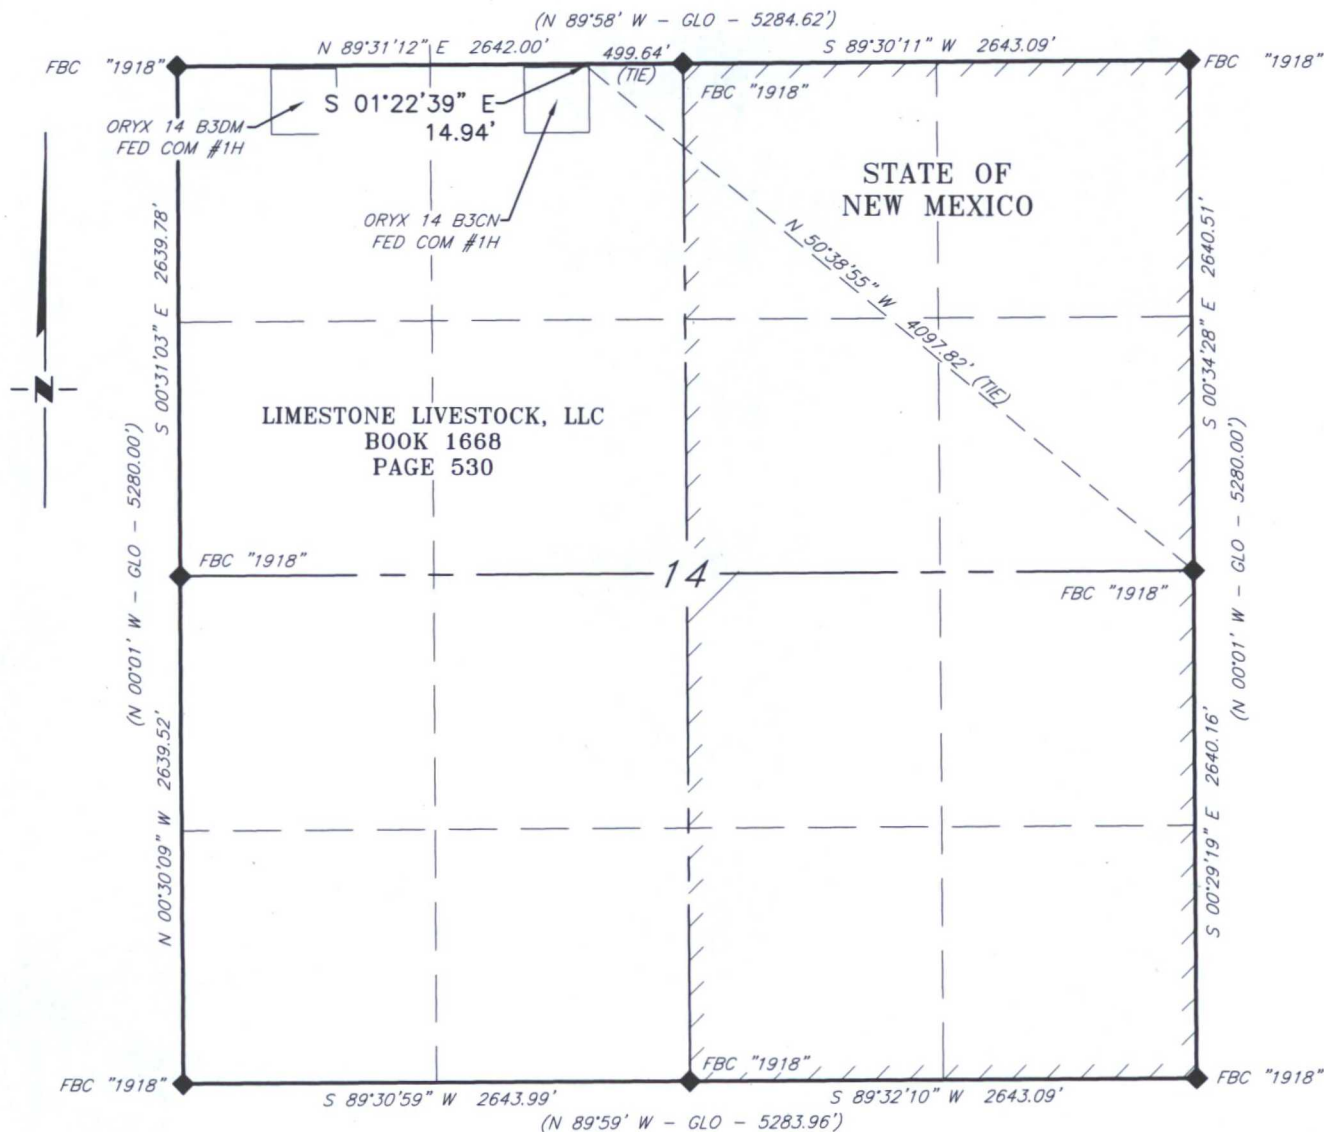 (N 89°58' W - GLO - 5284.62')
N 89°31'12" E 2642.00'
499.64'
(TIE)
S 89°30'11" W 2643.09'
FBC "1918"
FBC "1918"
FBC "1918"
S 01°22'39" E
14.94'
ORYX 14 B3DM
FED COM #1H
ORYX 14 B3CN
FED COM #1H
STATE OF
NEW MEXICO
N 50°38'55" W 4097.82' (TIE)
S 00°31'03" E 2639.78'
S 00°34'28" E 2640.51'
N
LIMESTONE LIVESTOCK, LLC
BOOK 1668
PAGE 530
(N 00°01' W - GLO - 5280.00')
(N 00°01' W - GLO - 5280.00')
FBC "1918"
14
FBC "1918"
N 00°30'09" W 2639.52'
S 00°29'19" E 2640.16'
FBC "1918"
FBC "1918"
FBC "1918"
S 89°30'59" W 2643.99'
S 89°32'10" W 2643.09'
(N 89°59' W - GLO - 5283.96')